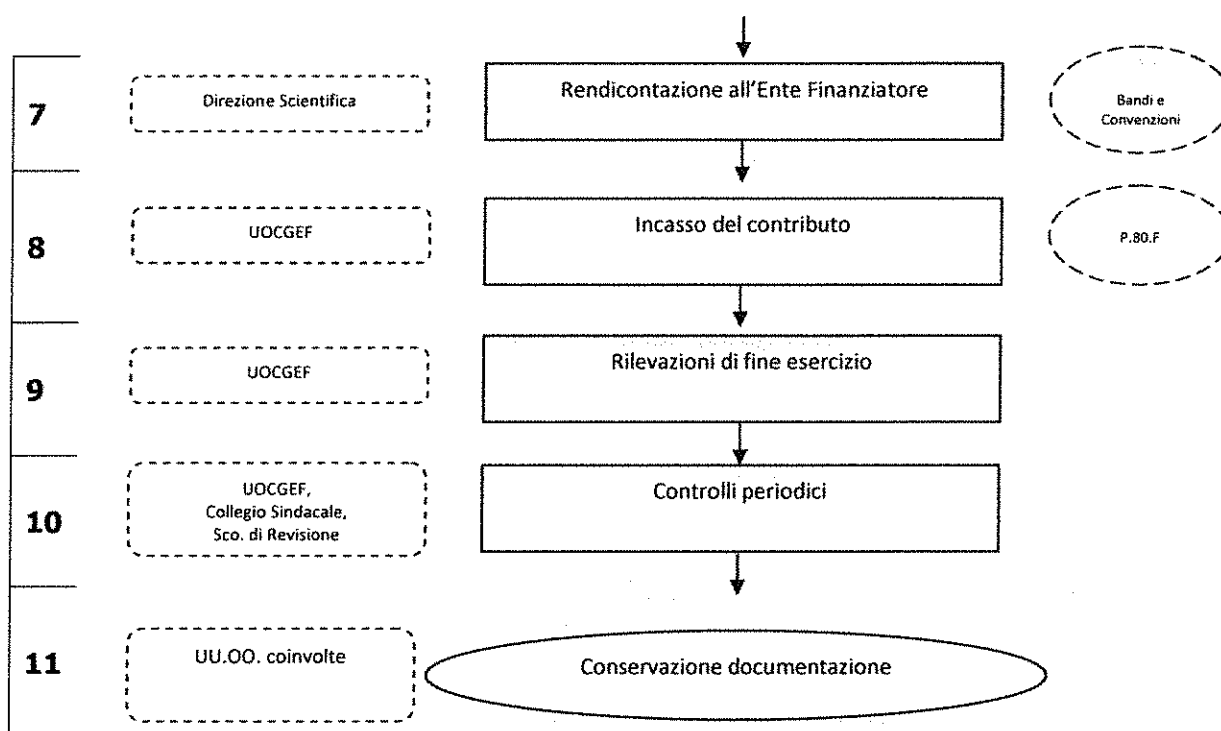 7
Direzione Scientifica
Rendicontazione all'Ente Finanziatore
Bandi e
Convenzioni
8
UOCGEF
Incasso del contributo
P.80.F
9
UOCGEF
Rilevazioni di fine esercizio
10
UOCGEF,
Collegio Sindacale,
Sco. di Revisione
Controlli periodici
11
UU.OO. coinvolte
Conservazione documentazione